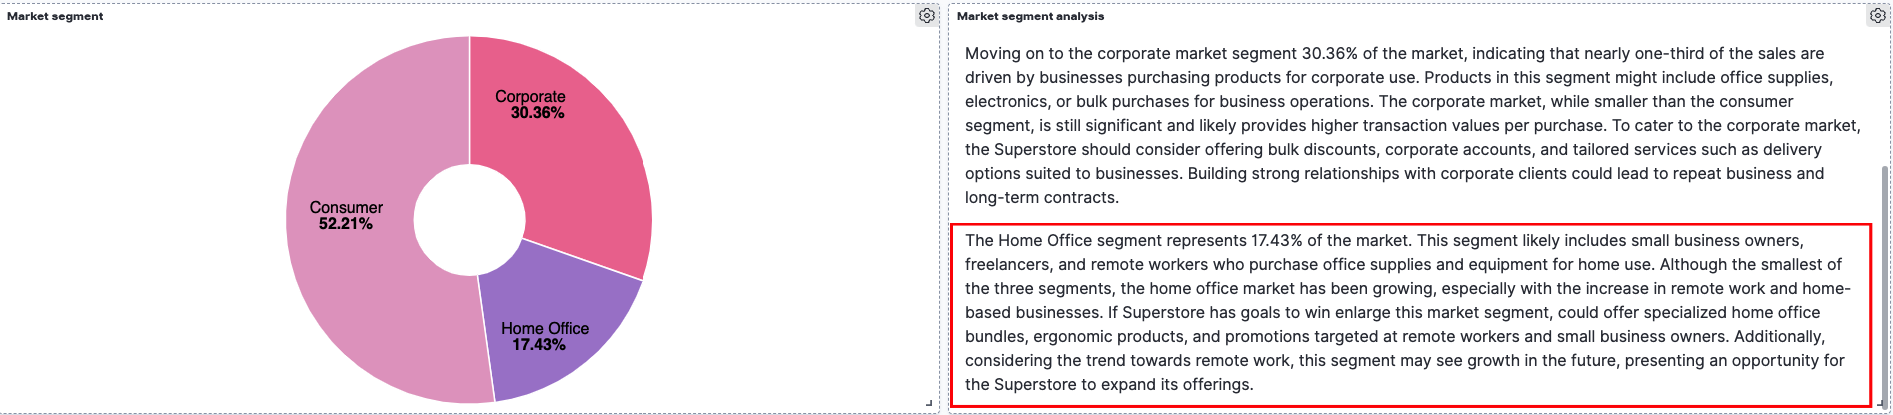 Market segment
Corporate
30.36%
Consumer
52.21%
Home Office
17.43%
Market segment analysis
Moving on to the corporate market segment 30.36% of the market, indicating that nearly one-third of the sales are
driven by businesses purchasing products for corporate use. Products in this segment might include office supplies,
electronics, or bulk purchases for business operations. The corporate market, while smaller than the consumer
segment, is still significant and likely provides higher transaction values per purchase. To cater to the corporate market,
the Superstore should consider offering bulk discounts, corporate accounts, and tailored services such as delivery
options suited to businesses. Building strong relationships with corporate clients could lead to repeat business and
long-term contracts.
The Home Office segment represents 17.43% of the market. This segment likely includes small business owners,
freelancers, and remote workers who purchase office supplies and equipment for home use. Although the smallest of
the three segments, the home office market has been growing, especially with the increase in remote work and home-
based businesses. If Superstore has goals to win enlarge this market segment, could offer specialized home office
bundles, ergonomic products, and promotions targeted at remote workers and small business owners. Additionally,
considering the trend towards remote work, this segment may see growth in the future, presenting an opportunity for
the Superstore to expand its offerings.